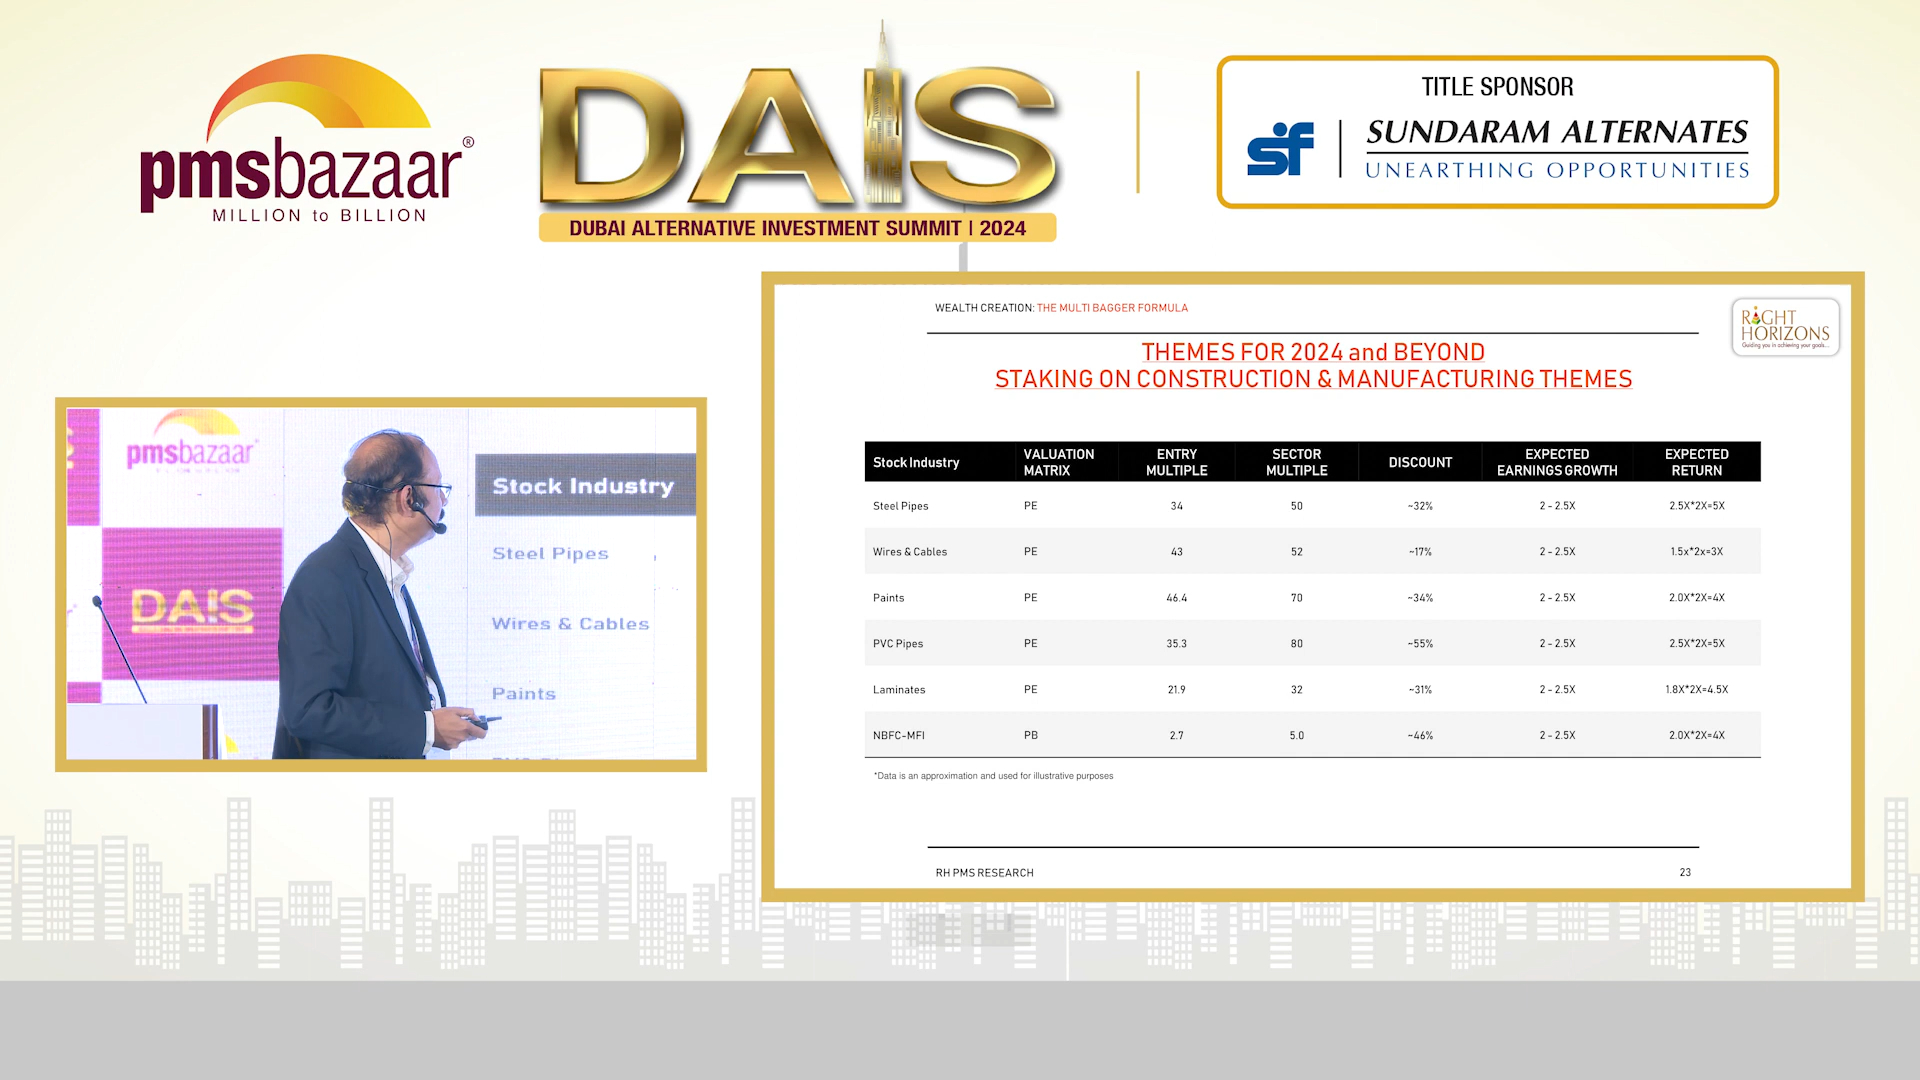 pmsbazaar®
MILLION to BILLION
DAIS
DUBAI ALTERNATIVE INVESTMENT SUMMIT | 2024
TITLE SPONSOR
sf
SUNDARAM ALTERNATES
UNEARTHING OPPORTUNITIES
pmsbazaar
DAIS
Stock Industry
Steel Pipes
Wires & Cables
Paints
WEALTH CREATION: THE MULTI BAGGER FORMULA
RIGHT
HORIZONS
Guiding you in achieving your goals...
THEMES FOR 2024 and BEYOND
STAKING ON CONSTRUCTION & MANUFACTURING THEMES
Stock Industry VALUATION MATRIX ENTRY MULTIPLE SECTOR MULTIPLE DISCOUNT EXPECTED EARNINGS GROWTH EXPECTED RETURN
Steel Pipes PE 34 50 ~32% 2 - 2.5X 2.5X*2X=5X
Wires & Cables PE 43 52 ~17% 2 - 2.5X 1.5x*2x=3X
Paints PE 46.4 70 ~34% 2 - 2.5X 2.0X*2X=4X
PVC Pipes PE 35.3 80 ~55% 2 - 2.5X 2.5X*2X=5X
Laminates PE 21.9 32 ~31% 2 - 2.5X 1.8X*2X=4.5X
NBFC-MFI PB 2.7 5.0 ~46% 2 - 2.5X 2.0X*2X=4X
*Data is an approximation and used for illustrative purposes
RH PMS RESEARCH 23